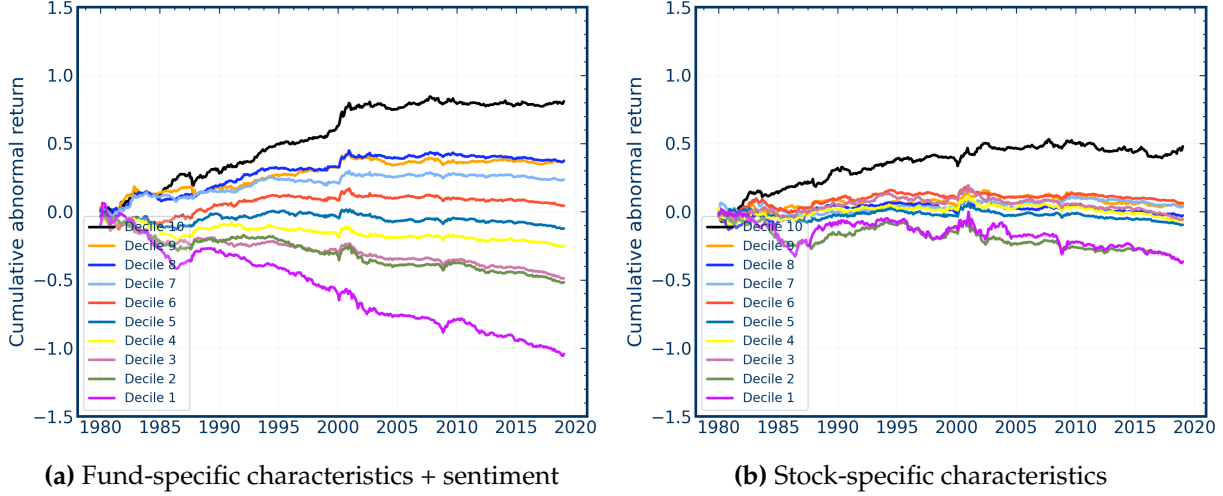 Cumulative abnormal return
1.5
1.0
0.5
0.0
−0.5
−1.0
−1.5
Decile 10
Decile 9
Decile 8
Decile 7
Decile 6
Decile 5
Decile 4
Decile 3
Decile 2
Decile 1
1980 1985 1990 1995 2000 2005 2010 2015 2020
(a) Fund-specific characteristics + sentiment
Cumulative abnormal return
1.5
1.0
0.5
0.0
−0.5
−1.0
−1.5
Decile 10
Decile 9
Decile 8
Decile 7
Decile 6
Decile 5
Decile 4
Decile 3
Decile 2
Decile 1
1980 1985 1990 1995 2000 2005 2010 2015 2020
(b) Stock-specific characteristics